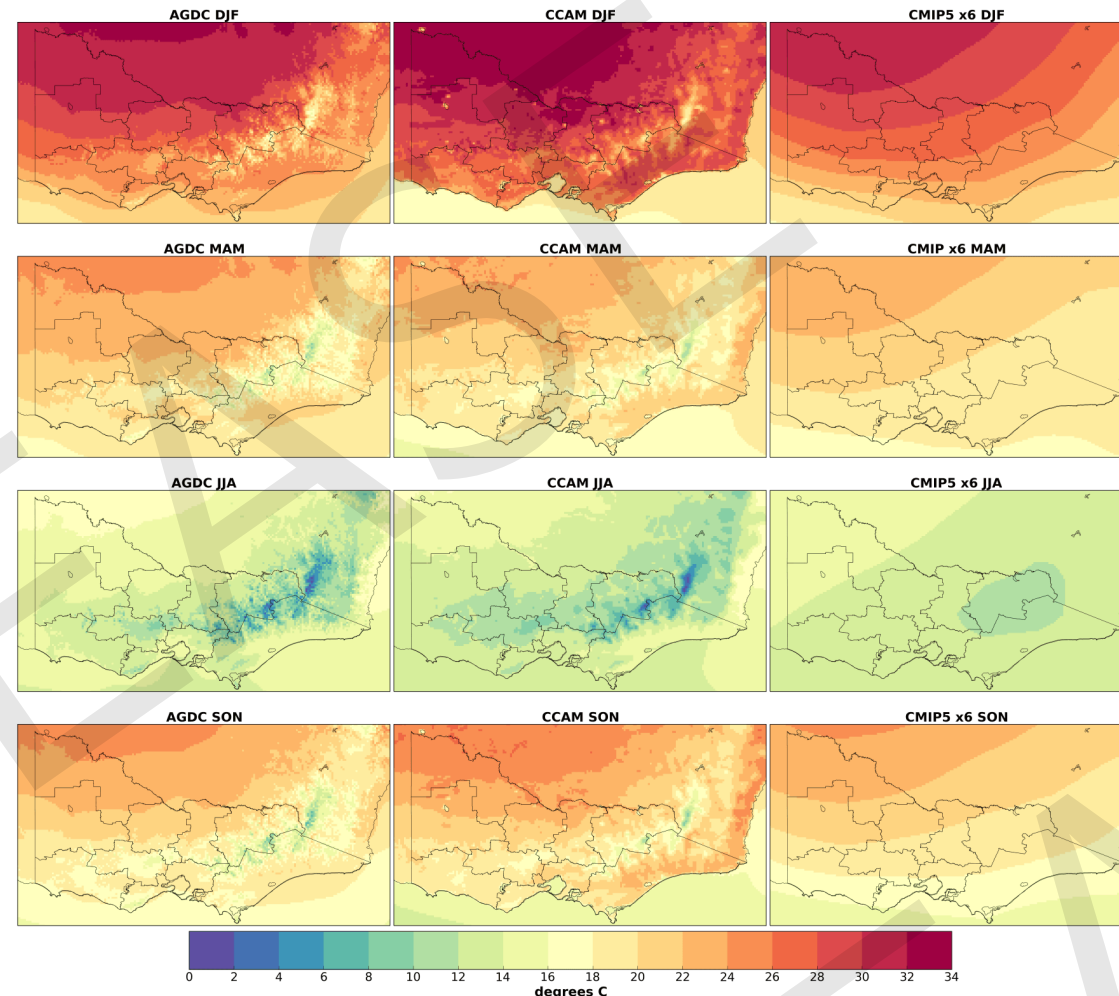 AGDC DJF CCAM DJF CMIP5 x6 DJF
AGDC MAM CCAM MAM CMIP x6 MAM
AGDC JJA CCAM JJA CMIP5 x6 JJA
AGDC SON CCAM SON CMIP5 x6 SON
0 2 4 6 8 10 12 14 16 18 20 22 24 26 28 30 32 34
degrees C